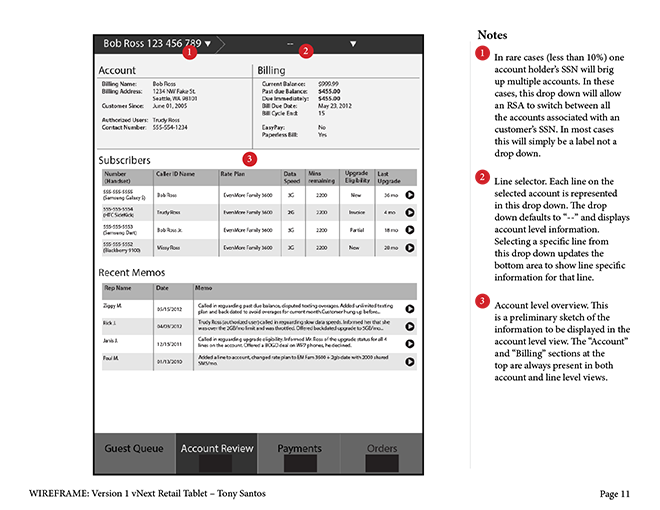 Bob Ross 123 456 789 ▼ -- ▼
1 2
Account
Billing Name: Bob Ross
Billing Address: 1234 NW Fake St.
Seattle, WA 98101
Customer Since: June 01, 2005
Authorized Users: Trudy Ross
Contact Number: 555-554-1234
Billing
Current Balance: $999.99
Past due Balance: $455.00
Due Immediately: $455.00
Bill Due Date: May 23, 2012
Bill Cycle End: 15
EasyPay: No
Paperless Bill: Yes
Subscribers 3
Number (Handset) Caller ID Name Rate Plan Data Speed Mins remaining Upgrade Eligibility Last Upgrade
555-555-5555 Bob Ross EvenMore Family 3600 3G 2200 New 36 mo
(Samsung Galaxy S)
555-555-5554 Trudy Ross EvenMore Family 3600 3G 2200 4 mo
(HTC SideKick)
555-555-5553 Bob Ross Jr. EvenMore Family 3600 3G 2200 Partial 18 mo
(Samsung Dart)
555-555-5552 Missy Ross EvenMore Family 3600 3G 2200 New 28 mo
(Blackberry 9100)
Recent Memos
Rep Name Date Memo
Ziggy M. 05/15/2012 Called in reguarding past due balance, disputed texting overages. Added unlimited texting
plan and back dated to avoid overages for current month.Customer hung up before...
Rick J. 04/09/2012 Trudy Ross (authorized user) called in reguarding slow data speeds. Informed her that she
was over the 2GB/mo limit and was throttled. Offered backdated upgrade to 5GB/mo...
Janis J. 12/15/2011 Called in reguarding upgrade eligibility. Informed Mr Ross of the upgrade status for all 4
lines on the account. Offered a BOGO deal on WP7 phones, he declined.
Paul M. 01/13/2010 Added a line to account, changed rate plan to EM Fam 3600 + 2gb date with 2000 shared
SMS/mo
Guest Queue Account Review Payments Orders
Notes
1 In rare cases (less than 10%) one
account holder's SSN will brig
up multiple accounts. In these
cases, this drop down will allow
an RSA to switch between all
the accounts associated with an
customer's SSN. In most cases
this will simply be a label not a
drop down.
2 Line selector. Each line on the
selected account is represented
in this drop down. The drop
down defaults to "--" and displays
account level information.
Selecting a specific line from
this drop down updates the
bottom area to show line specific
information for that line.
3 Account level overview. This
is a preliminary sketch of the
information to be displayed in the
account level view. The "Account"
and "Billing" sections at the
top are always present in both
account and line level views.
WIREFRAME: Version 1 vNext Retail Tablet – Tony Santos
Page 11